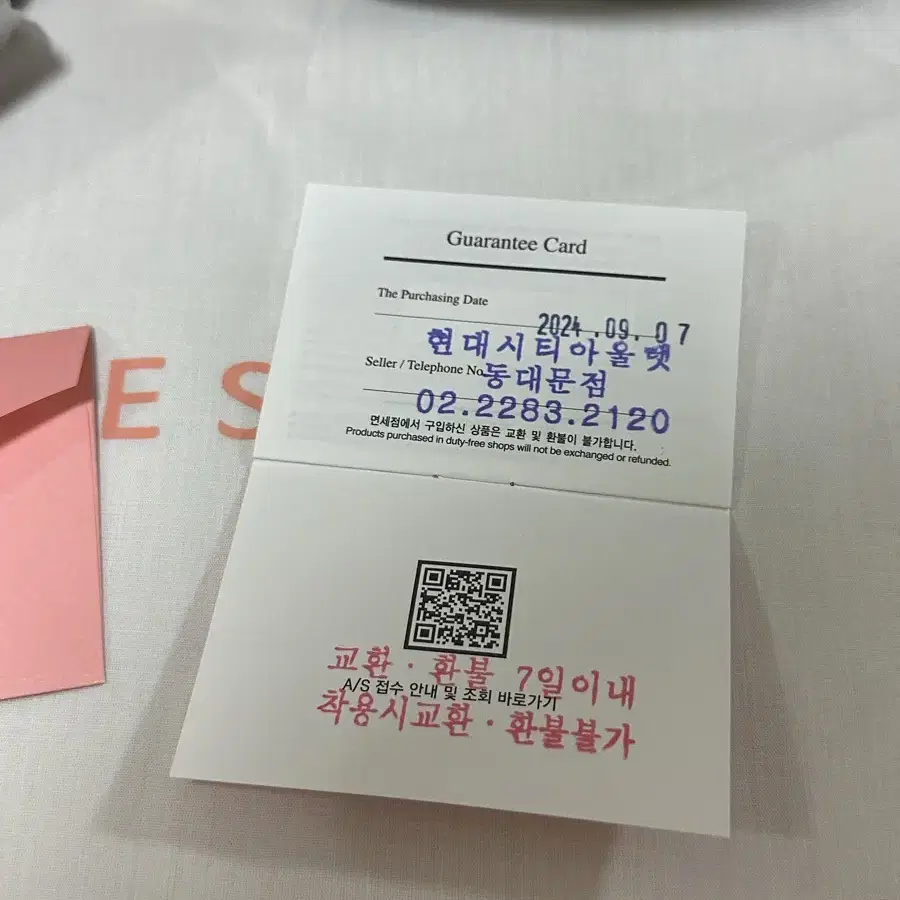 Guarantee Card
The Purchasing Date
2024.09.07
현대시티아울렛
Seller / Telephone No.
동대문점
02.2283.2120
면세점에서 구입하신 상품은 교환 및 환불이 불가합니다.
Products purchased in duty-free shops will not be exchanged or refunded.
ES
교환·환불 7일이내
A/S 접수 안내 및 조회 바로가기
착용시교환·환불불가